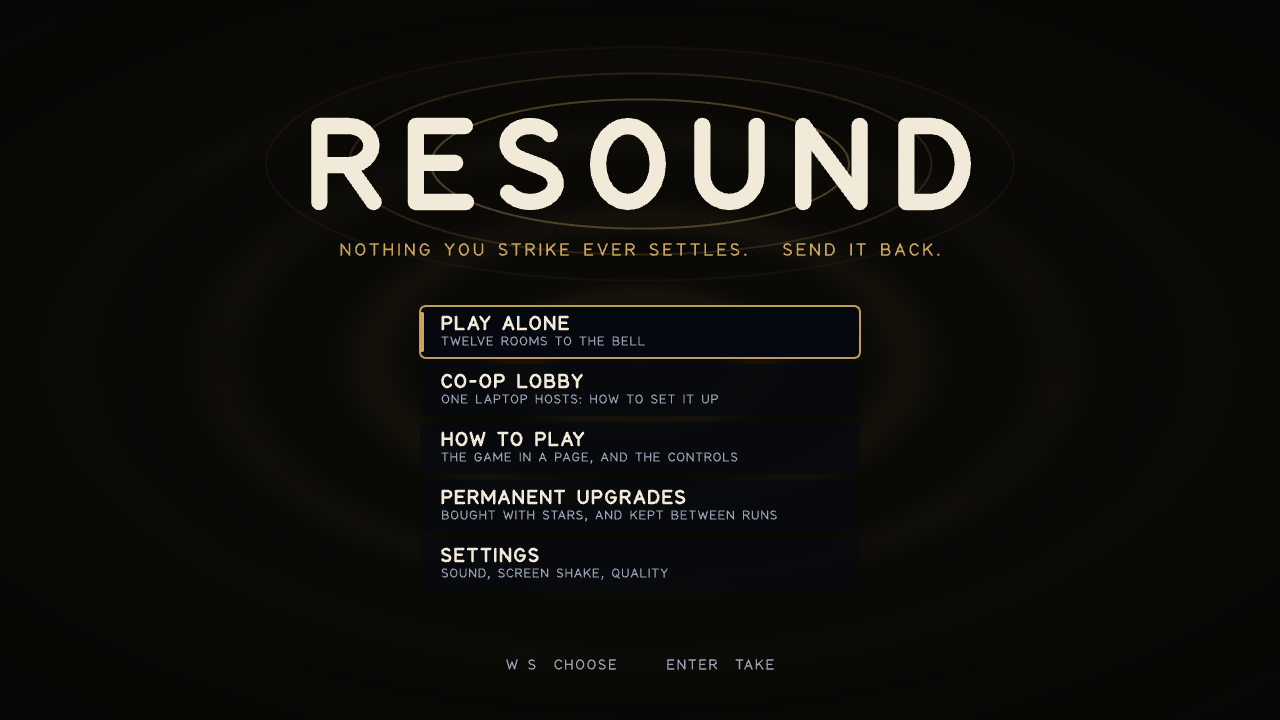 RESOUND
NOTHING YOU STRIKE EVER SETTLES. SEND IT BACK.
PLAY ALONE
TWELVE ROOMS TO THE BELL
CO-OP LOBBY
ONE LAPTOP HOSTS: HOW TO SET IT UP
HOW TO PLAY
THE GAME IN A PAGE, AND THE CONTROLS
PERMANENT UPGRADES
BOUGHT WITH STARS, AND KEPT BETWEEN RUNS
SETTINGS
SOUND, SCREEN SHAKE, QUALITY
W S CHOOSE ENTER TAKE